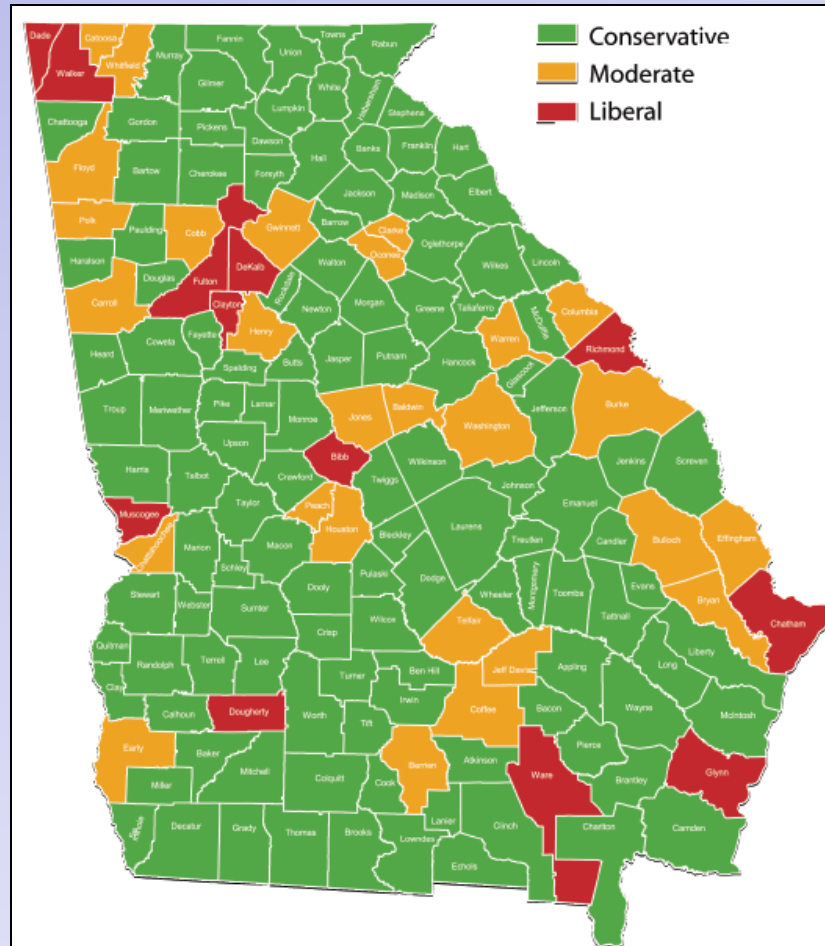 Conservative
Moderate
Liberal
Dade
Catoosa
Walker
Whitfield
Murray
Fannin
Union
Towns
Rabun
Gilmer
White
Habersham
Lumpkin
Stephens
Chattooga
Gordon
Pickens
Dawson
Banks
Franklin
Hart
Floyd
Bartow
Cherokee
Forsyth
Hall
Jackson
Madison
Elbert
Polk
Paulding
Cobb
Gwinnett
Barrow
Clarke
Oconee
Oglethorpe
Wilkes
Lincoln
Haralson
Douglas
Fulton
DeKalb
Rockdale
Walton
Carroll
Clayton
Newton
Morgan
Greene
Taliaferro
McDuffie
Columbia
Heard
Coweta
Fayette
Henry
Butts
Jasper
Putnam
Hancock
Warren
Richmond
Spalding
Glascock
Troup
Meriwether
Pike
Lamar
Monroe
Jones
Baldwin
Washington
Jefferson
Burke
Upson
Bibb
Wilkinson
Harris
Talbot
Crawford
Twiggs
Johnson
Jenkins
Screven
Muscogee
Taylor
Peach
Houston
Bleckley
Laurens
Emanuel
Chattahoochee
Marion
Macon
Treutlen
Candler
Bulloch
Effingham
Schley
Dooly
Pulaski
Dodge
Montgomery
Stewart
Webster
Sumter
Wheeler
Toombs
Evans
Bryan
Chatham
Crisp
Wilcox
Telfair
Tattnall
Quitman
Randolph
Terrell
Lee
Ben Hill
Jeff Davis
Appling
Long
Liberty
Clay
Turner
Irwin
Calhoun
Dougherty
Worth
Tift
Coffee
Bacon
Wayne
McIntosh
Early
Baker
Mitchell
Berrien
Atkinson
Pierce
Miller
Colquitt
Cook
Ware
Brantley
Glynn
Decatur
Grady
Thomas
Brooks
Lowndes
Lanier
Clinch
Charlton
Camden
Echols